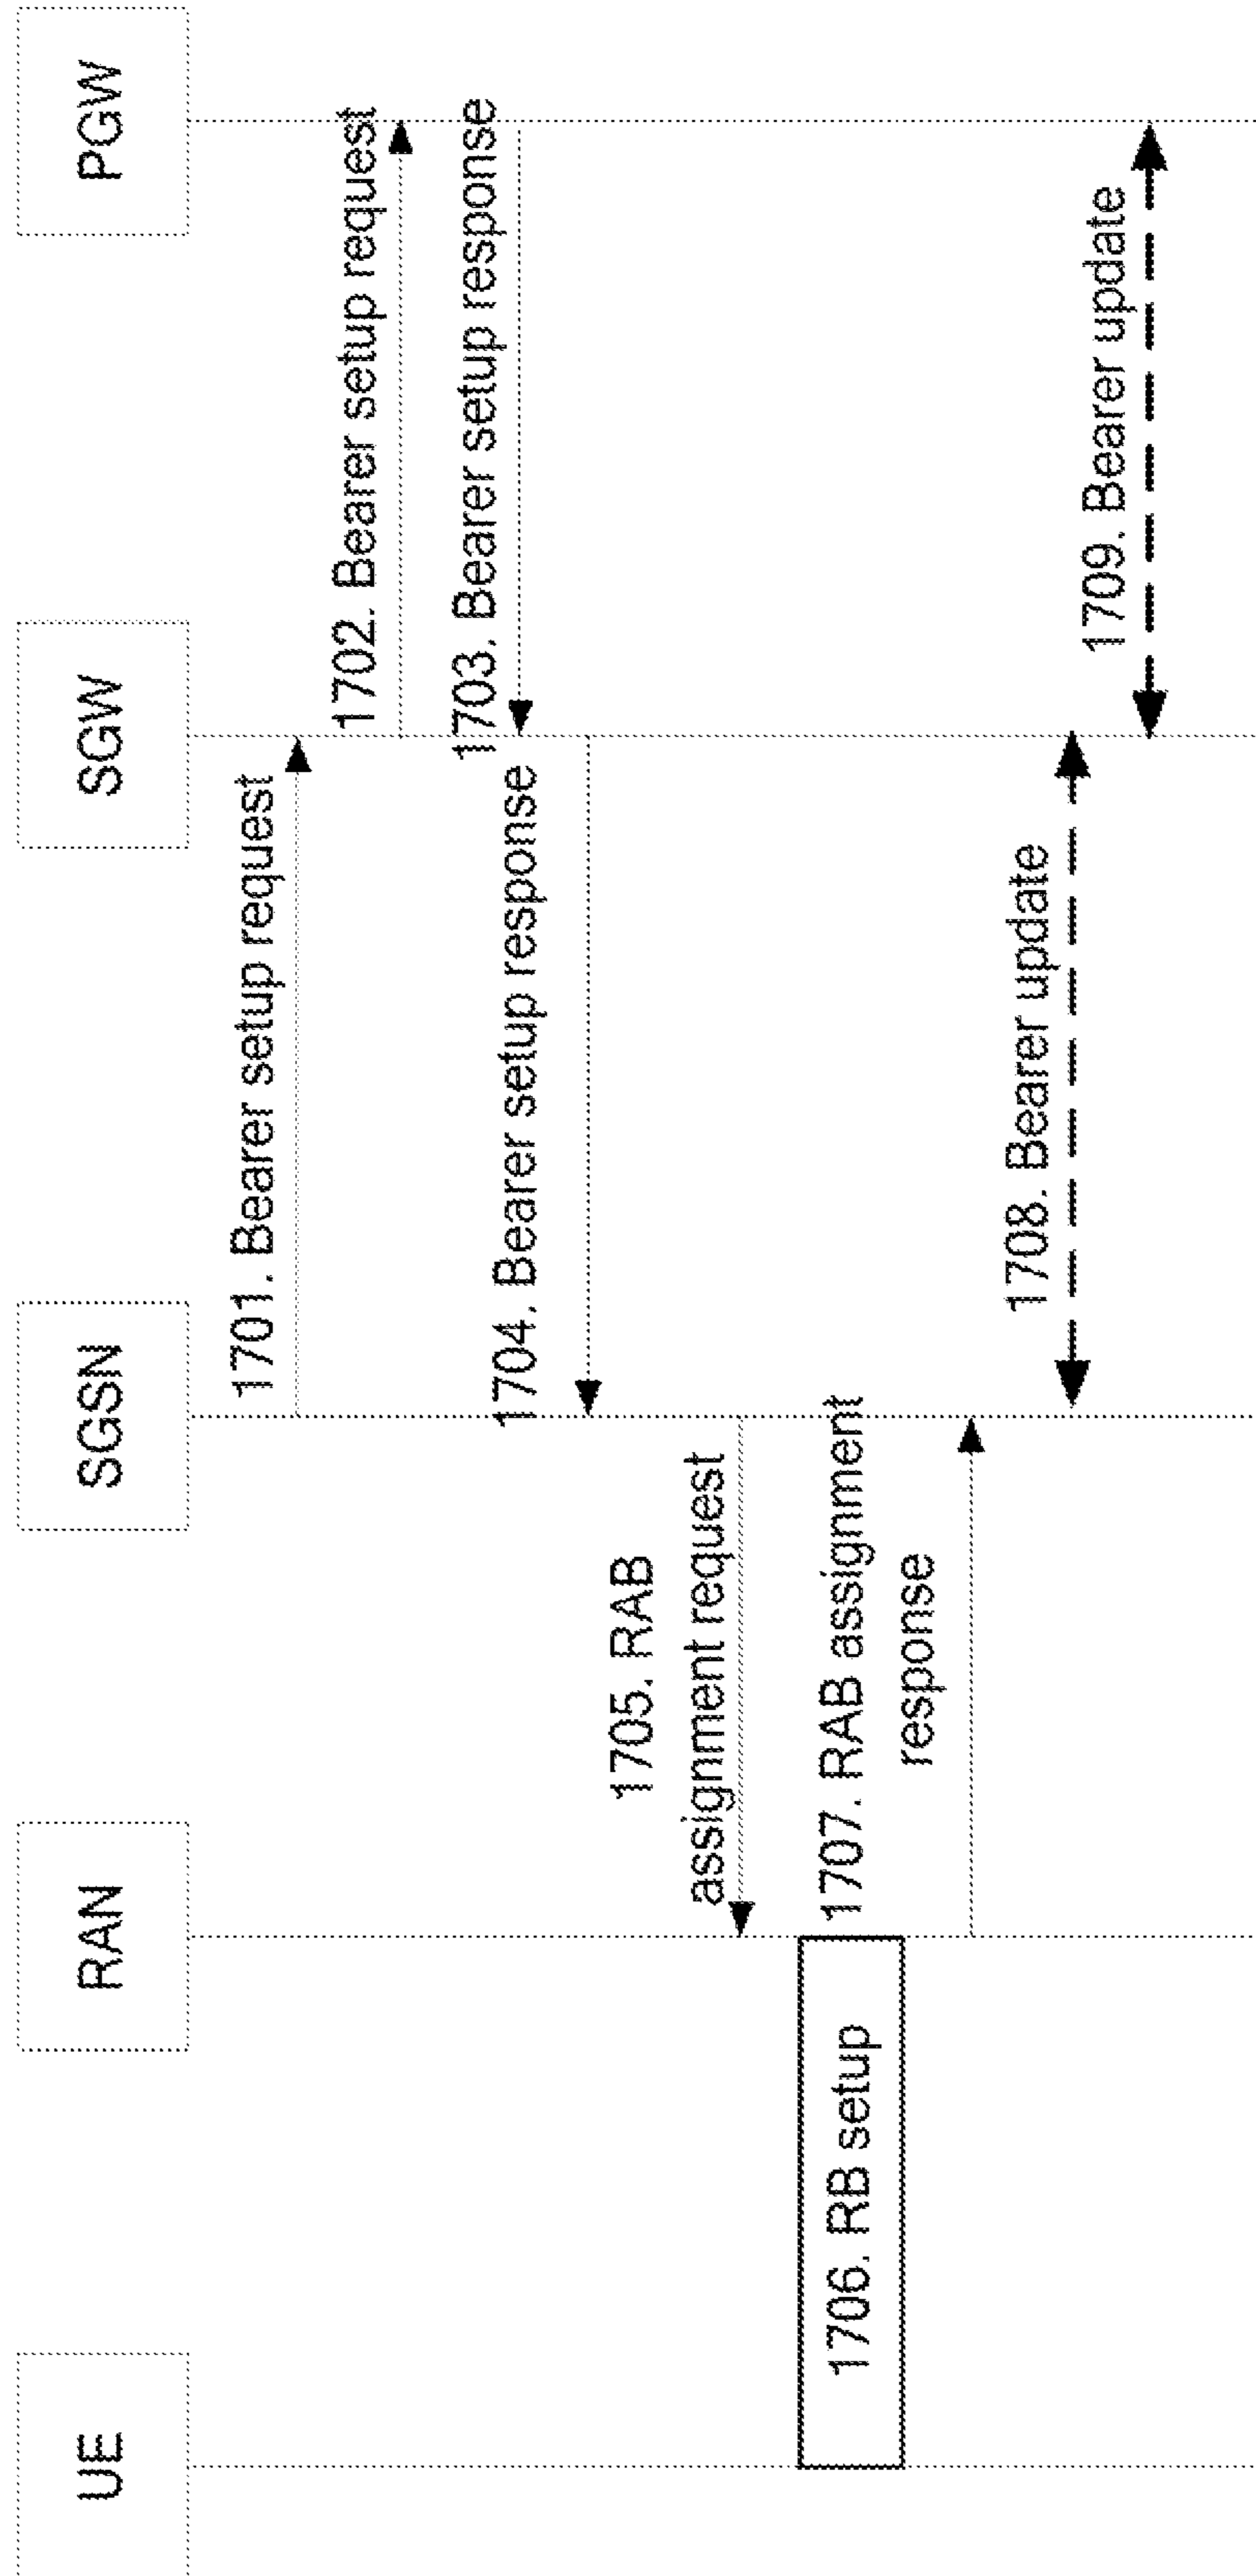 UE
RAN
SGSN
SGW
PGW
1701. Bearer setup request
1702. Bearer setup request
1703. Bearer setup response
1704. Bearer setup response
1705. RAB
assignment request
1706. RB setup
1707. RAB assignment
response
1708. Bearer update
1709. Bearer update